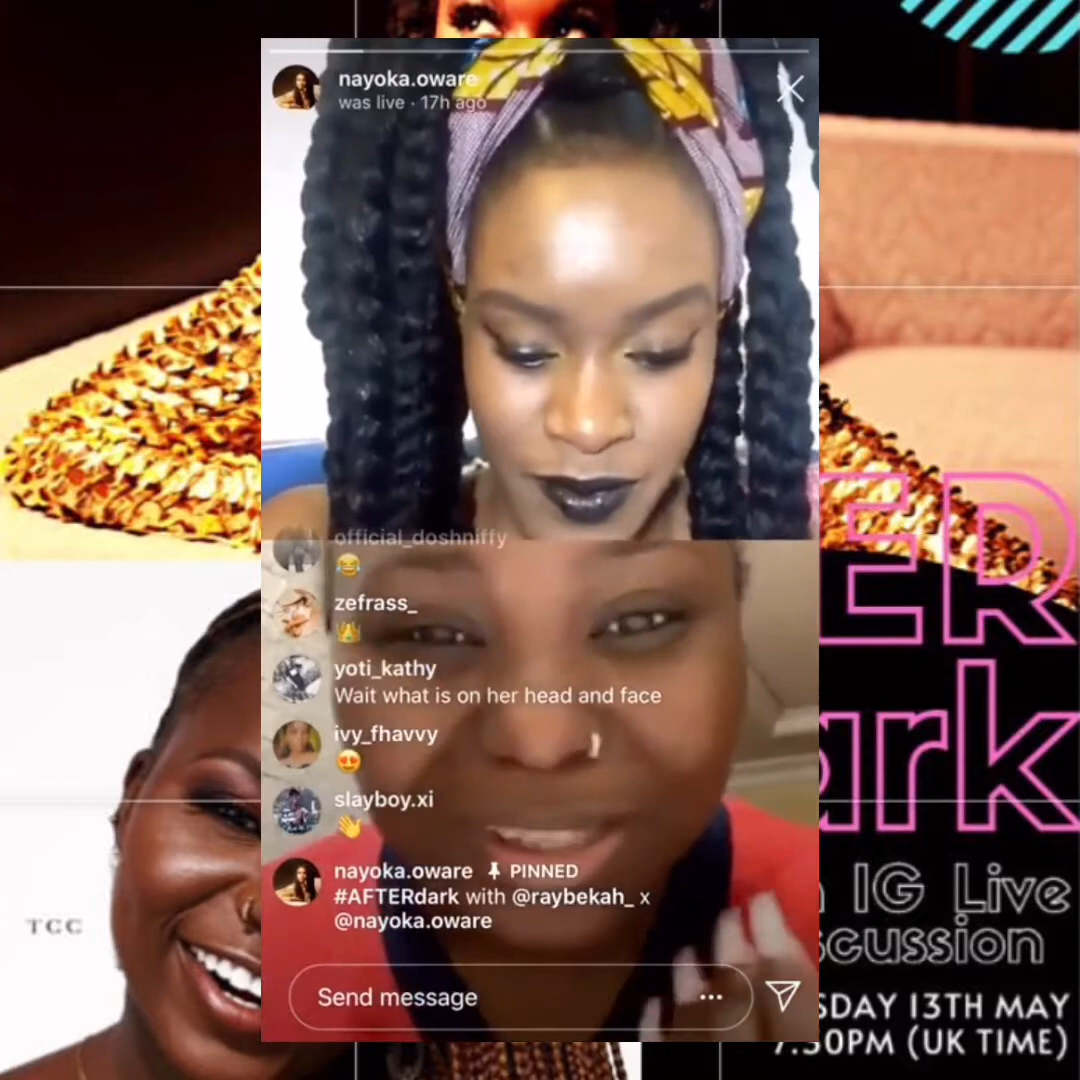 nayoka.oware
was live · 17h ago
official_doshniffy
😂
zefrass_
👑
yoti_kathy
Wait what is on her head and face
ivy_fhavvy
😍
slayboy.xi
👋
nayoka.oware PINNED
#AFTERdark with @raybekah_ x
@nayoka.oware
Send message
TCC
ER
ark
IG Live
scussion
SDAY 13TH MAY
7.30PM (UK TIME)